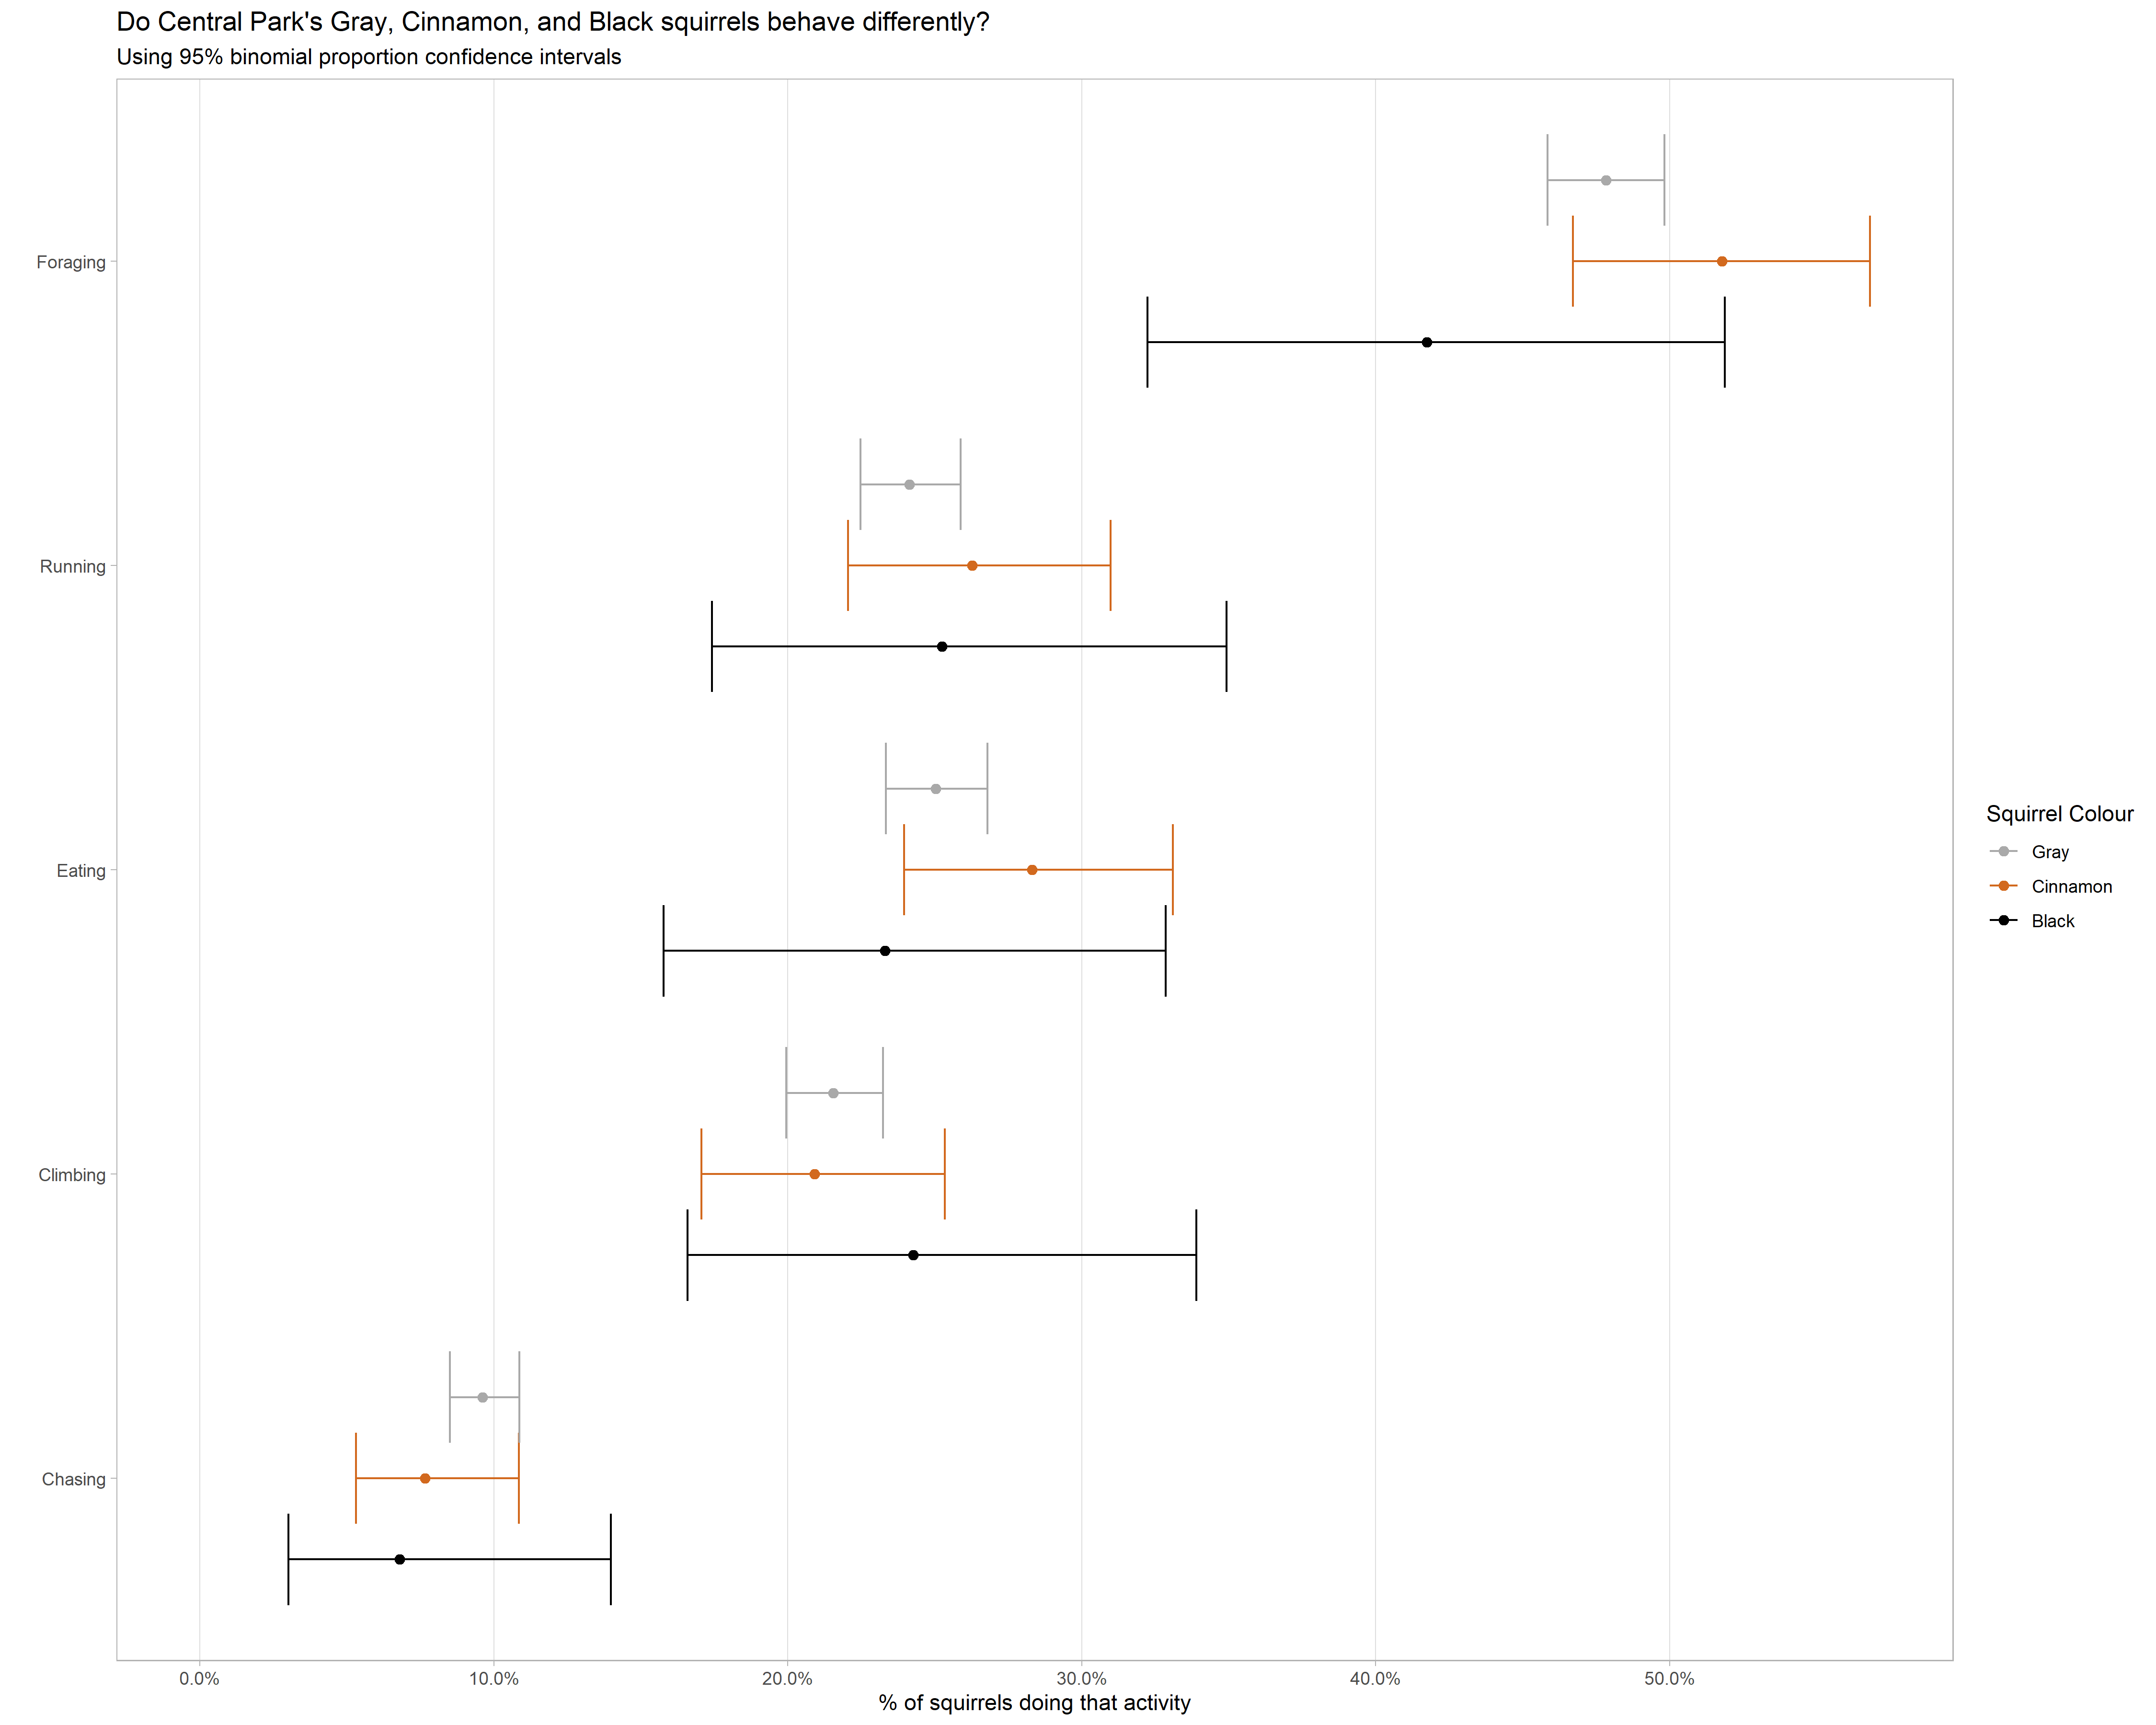 Do Central Park's Gray, Cinnamon, and Black squirrels behave differently?
Using 95% binomial proportion confidence intervals
Foraging
Running
Eating
Climbing
Chasing
0.0%
10.0%
20.0%
30.0%
40.0%
50.0%
% of squirrels doing that activity
Squirrel Colour
Gray
Cinnamon
Black